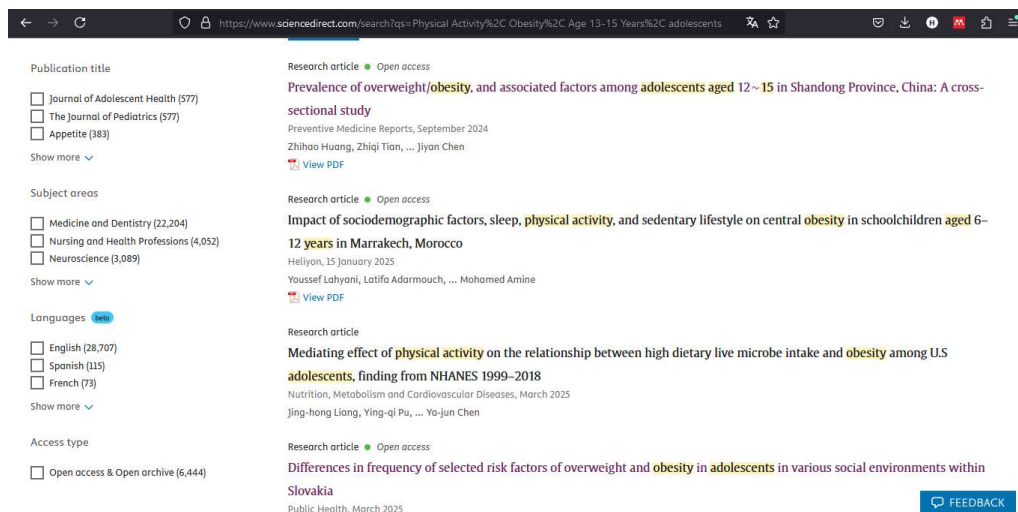 https://www.sciencedirect.com/search?qs=Physical Activity%2C Obesity%2C Age 13-15 Years%2C adolescents
Publication title
Journal of Adolescent Health (577)
The Journal of Pediatrics (577)
Appetite (383)
Show more
Subject areas
Medicine and Dentistry (22,204)
Nursing and Health Professions (4,052)
Neuroscience (3,089)
Show more
Languages beta
English (28,707)
Spanish (115)
French (73)
Show more
Access type
Open access & Open archive (6,444)
Research article Open access
Prevalence of overweight/obesity, and associated factors among adolescents aged 12~15 in Shandong Province, China: A cross-
sectional study
Preventive Medicine Reports, September 2024
Zhihao Huang, Zhiqi Tian, ... Jiyan Chen
View PDF
Research article Open access
Impact of sociodemographic factors, sleep, physical activity, and sedentary lifestyle on central obesity in schoolchildren aged 6–
12 years in Marrakech, Morocco
Heliyon, 15 January 2025
Youssef Lahyani, Latifa Adarmouch, ... Mohamed Amine
View PDF
Research article
Mediating effect of physical activity on the relationship between high dietary live microbe intake and obesity among U.S
adolescents, finding from NHANES 1999–2018
Nutrition, Metabolism and Cardiovascular Diseases, March 2025
Jing-hong Liang, Ying-qi Pu, ... Ya-jun Chen
Research article Open access
Differences in frequency of selected risk factors of overweight and obesity in adolescents in various social environments within
Slovakia
Public Health, March 2025
FEEDBACK